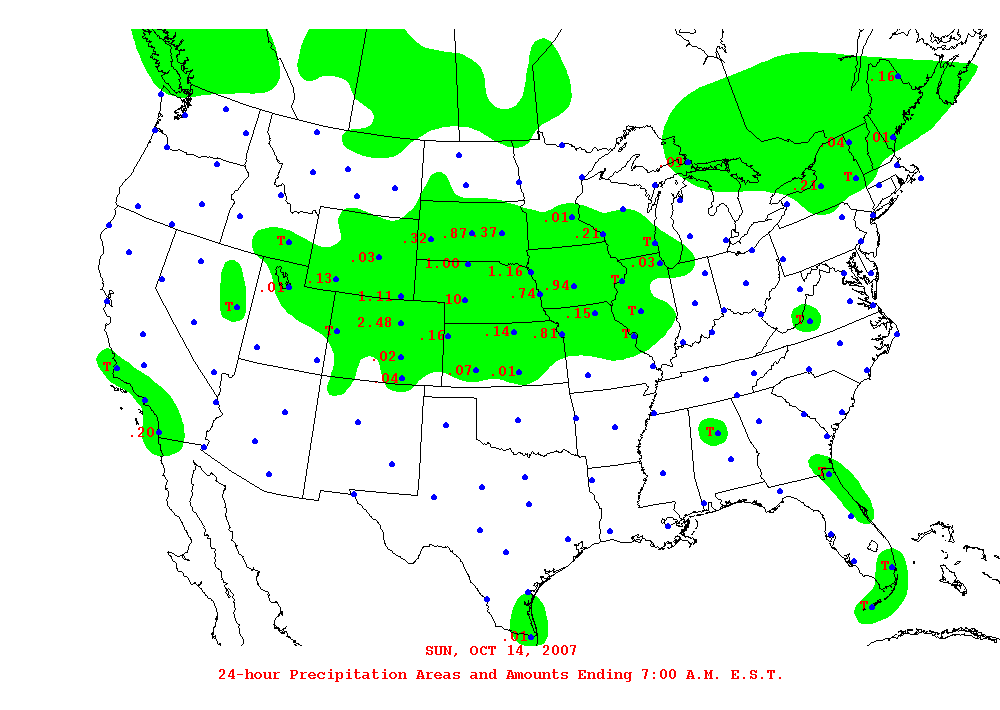 .16
.04 .01
.09
.24 T
.01
.32 .87 .37 .21
T T
.03 1.00 .03
1.16
.13 T
.01 .94
.74
1.11 .10
T .15 T
2.48 T
T .16 .14 .81 T
.02
T .07 .01
.04
.20 T
T
T
T
.01
SUN, OCT 14, 2007
24-hour Precipitation Areas and Amounts Ending 7:00 A.M. E.S.T.